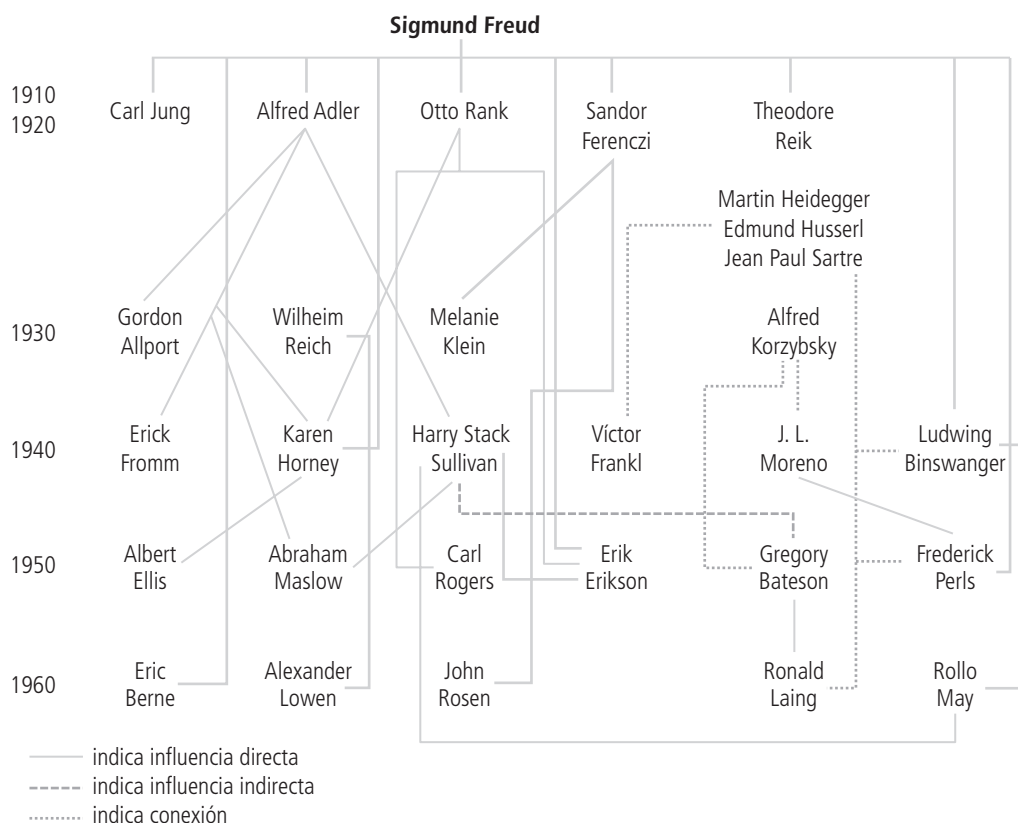 Sigmund Freud
1910
1920
Carl Jung
Alfred Adler
Otto Rank
Sandor
Ferenczi
Theodore
Reik
Martin Heidegger
Edmund Husserl
Jean Paul Sartre
1930
Gordon
Allport
Wilheim
Reich
Melanie
Klein
Alfred
Korzybsky
1940
Erick
Fromm
Karen
Horney
Harry Stack
Sullivan
Víctor
Frankl
J. L.
Moreno
Ludwing
Binswanger
1950
Albert
Ellis
Abraham
Maslow
Carl
Rogers
Erik
Erikson
Gregory
Bateson
Frederick
Perls
1960
Eric
Berne
Alexander
Lowen
John
Rosen
Ronald
Laing
Rollo
May
indica influencia directa
indica influencia indirecta
indica conexión